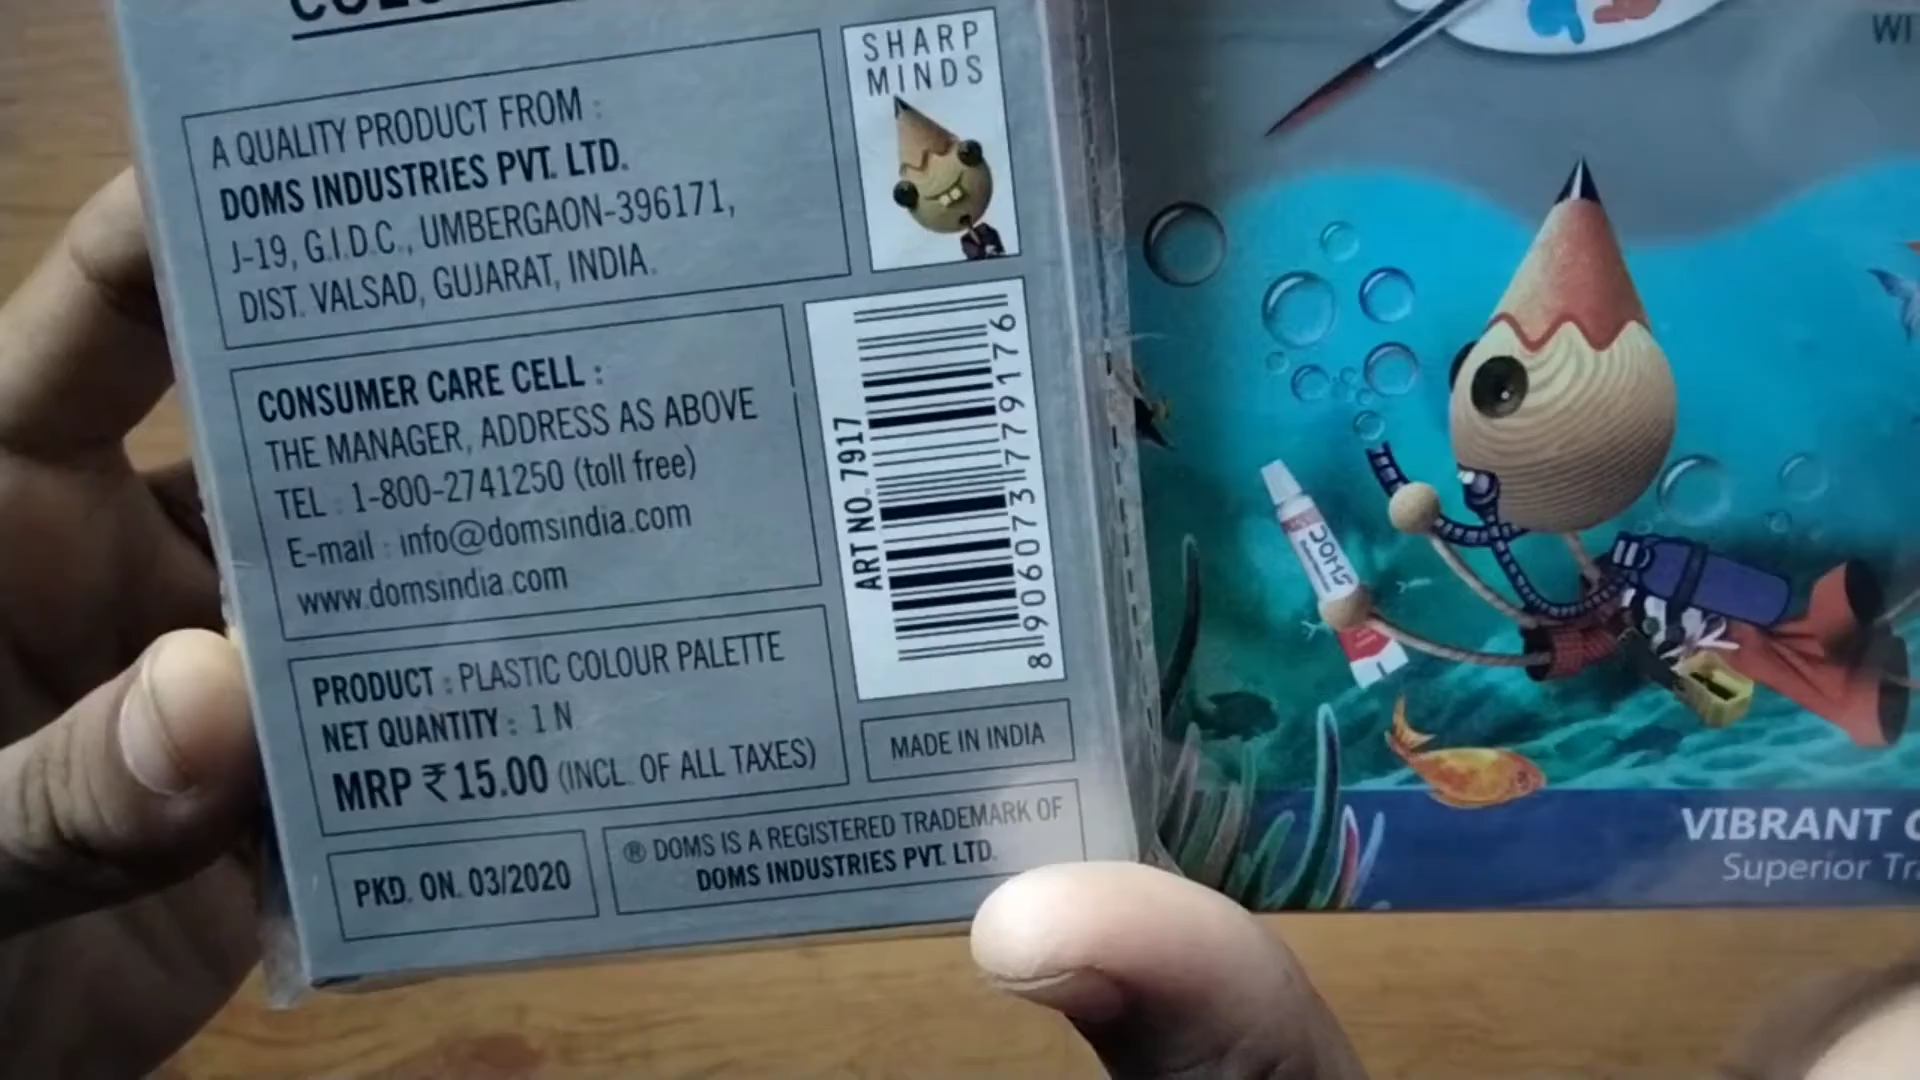 A QUALITY PRODUCT FROM :
DOMS INDUSTRIES PVT. LTD.
J-19, G.I.D.C., UMBERGAON-396171,
DIST. VALSAD, GUJARAT, INDIA.
SHARP
MINDS
CONSUMER CARE CELL :
THE MANAGER, ADDRESS AS ABOVE
TEL : 1-800-2741250 (toll free)
E-mail : info@domsindia.com
www.domsindia.com
ART NO. 7917
8906073779176
PRODUCT : PLASTIC COLOUR PALETTE
NET QUANTITY : 1 N
MRP ₹ 15.00 (INCL. OF ALL TAXES)
MADE IN INDIA
PKD. ON. 03/2020
® DOMS IS A REGISTERED TRADEMARK OF
DOMS INDUSTRIES PVT. LTD.
DOMS
VIBRANT
Superior